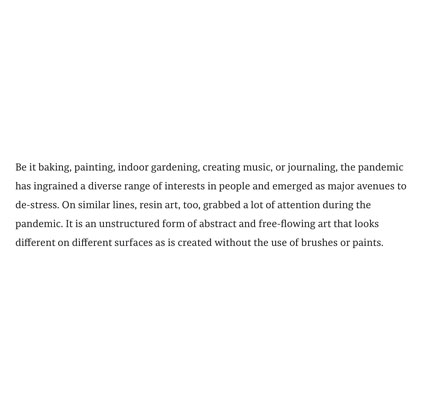 Be it baking, painting, indoor gardening, creating music, or journaling, the pandemic
has ingrained a diverse range of interests in people and emerged as major avenues to
de-stress. On similar lines, resin art, too, grabbed a lot of attention during the
pandemic. It is an unstructured form of abstract and free-flowing art that looks
different on different surfaces as is created without the use of brushes or paints.